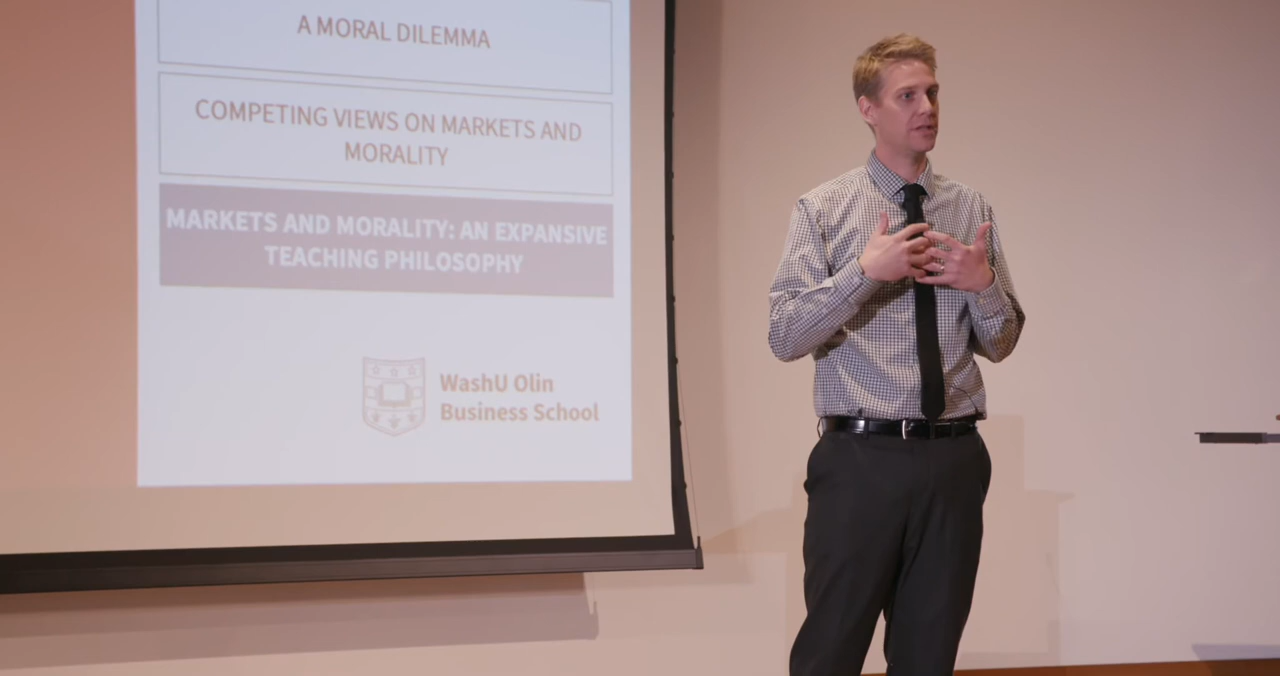 A MORAL DILEMMA
COMPETING VIEWS ON MARKETS AND
MORALITY
MARKETS AND MORALITY: AN EXPANSIVE
TEACHING PHILOSOPHY
WashU Olin
Business School